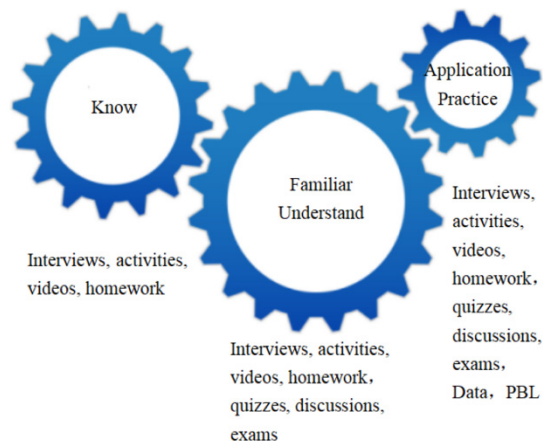 Know
Interviews, activities,
videos, homework
Familiar
Understand
Interviews, activities,
videos, homework，
quizzes, discussions,
exams
Application
Practice
Interviews,
activities,
videos,
homework，
quizzes,
discussions,
exams，
Data，PBL